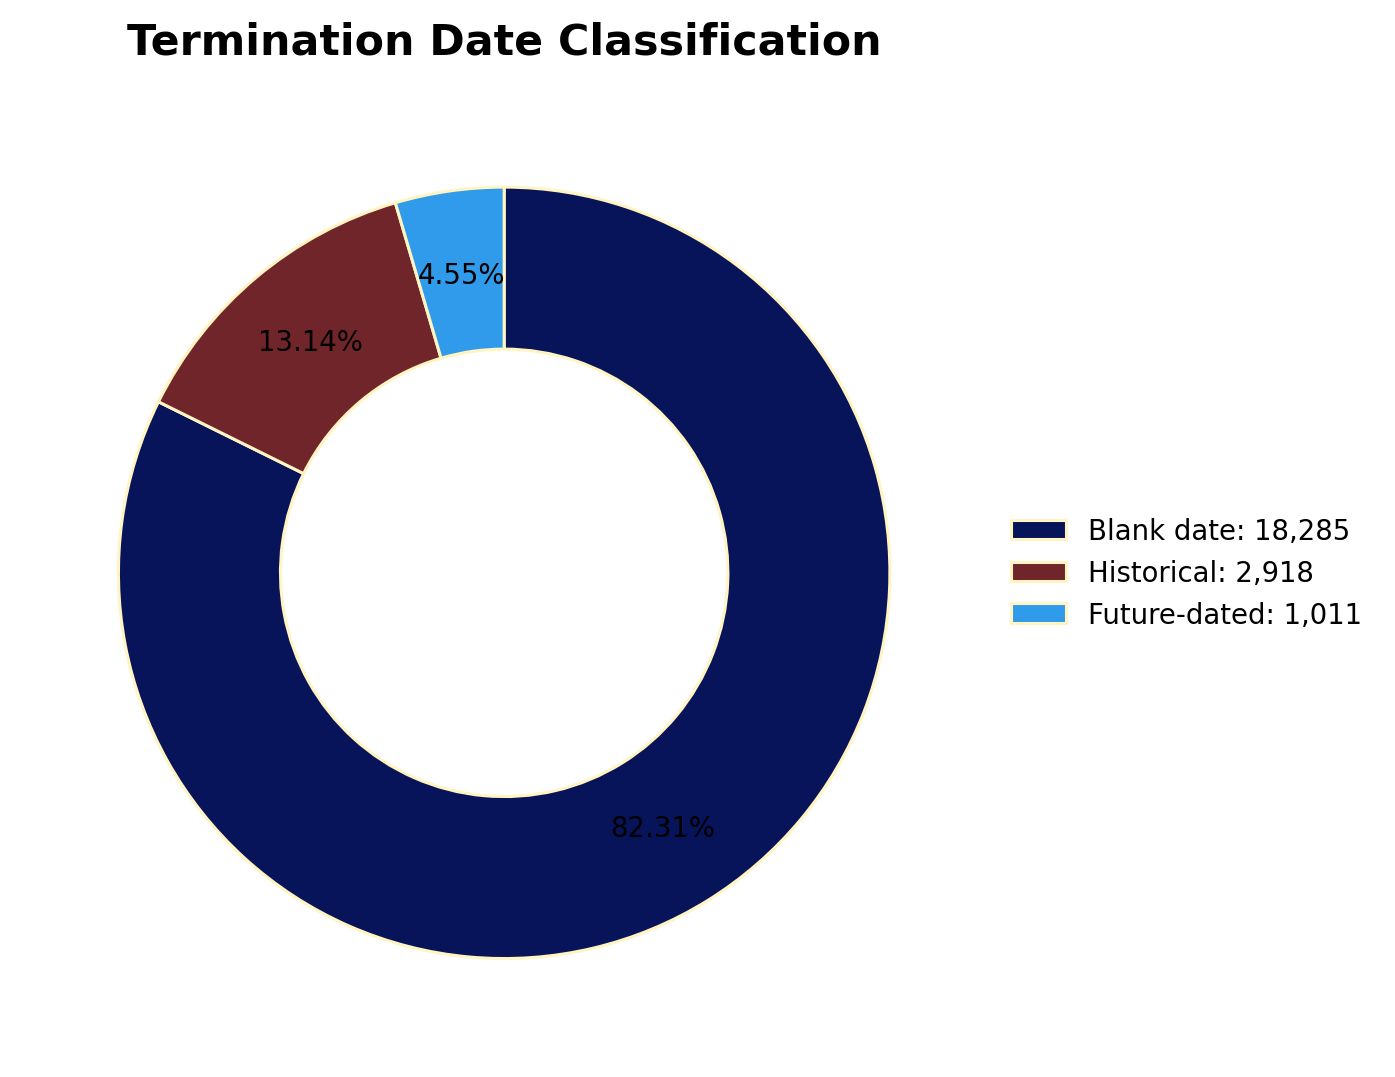 Termination Date Classification
4.55%
13.14%
82.31%
Blank date: 18,285
Historical: 2,918
Future-dated: 1,011